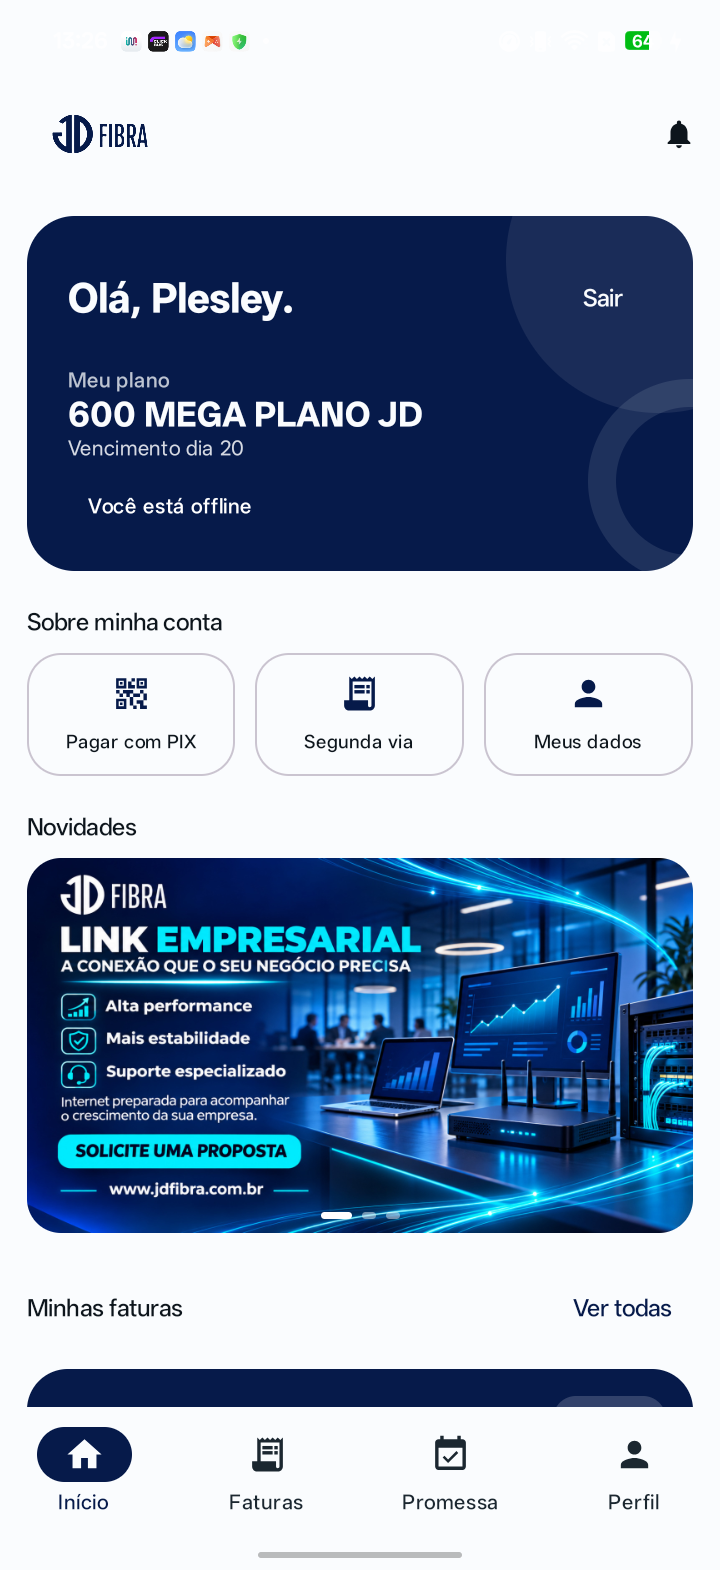 64
JD FIBRA
Olá, Plesley.
Sair
Meu plano
600 MEGA PLANO JD
Vencimento dia 20
Você está offline
Sobre minha conta
Pagar com PIX
Segunda via
Meus dados
Novidades
JD FIBRA
LINK EMPRESARIAL
A CONEXÃO QUE O SEU NEGÓCIO PRECISA
Alta performance
Mais estabilidade
Suporte especializado
Internet preparada para acompanhar
o crescimento da sua empresa.
SOLICITE UMA PROPOSTA
www.jdfibra.com.br
Minhas faturas
Ver todas
Início
Faturas
Promessa
Perfil